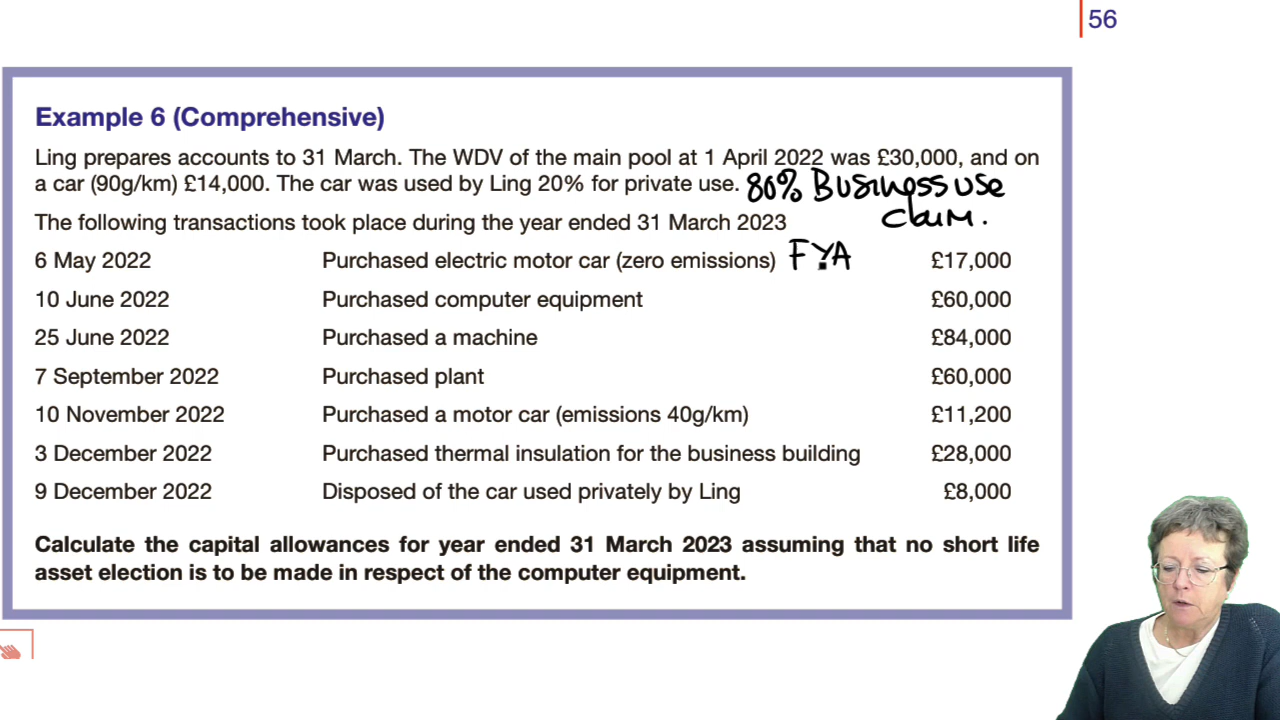 56
Example 6 (Comprehensive)
Ling prepares accounts to 31 March. The WDV of the main pool at 1 April 2022 was £30,000, and on
a car (90g/km) £14,000. The car was used by Ling 20% for private use. 80% Business use
claim.
The following transactions took place during the year ended 31 March 2023
6 May 2022 Purchased electric motor car (zero emissions) FYA £17,000
10 June 2022 Purchased computer equipment £60,000
25 June 2022 Purchased a machine £84,000
7 September 2022 Purchased plant £60,000
10 November 2022 Purchased a motor car (emissions 40g/km) £11,200
3 December 2022 Purchased thermal insulation for the business building £28,000
9 December 2022 Disposed of the car used privately by Ling £8,000
Calculate the capital allowances for year ended 31 March 2023 assuming that no short life
asset election is to be made in respect of the computer equipment.